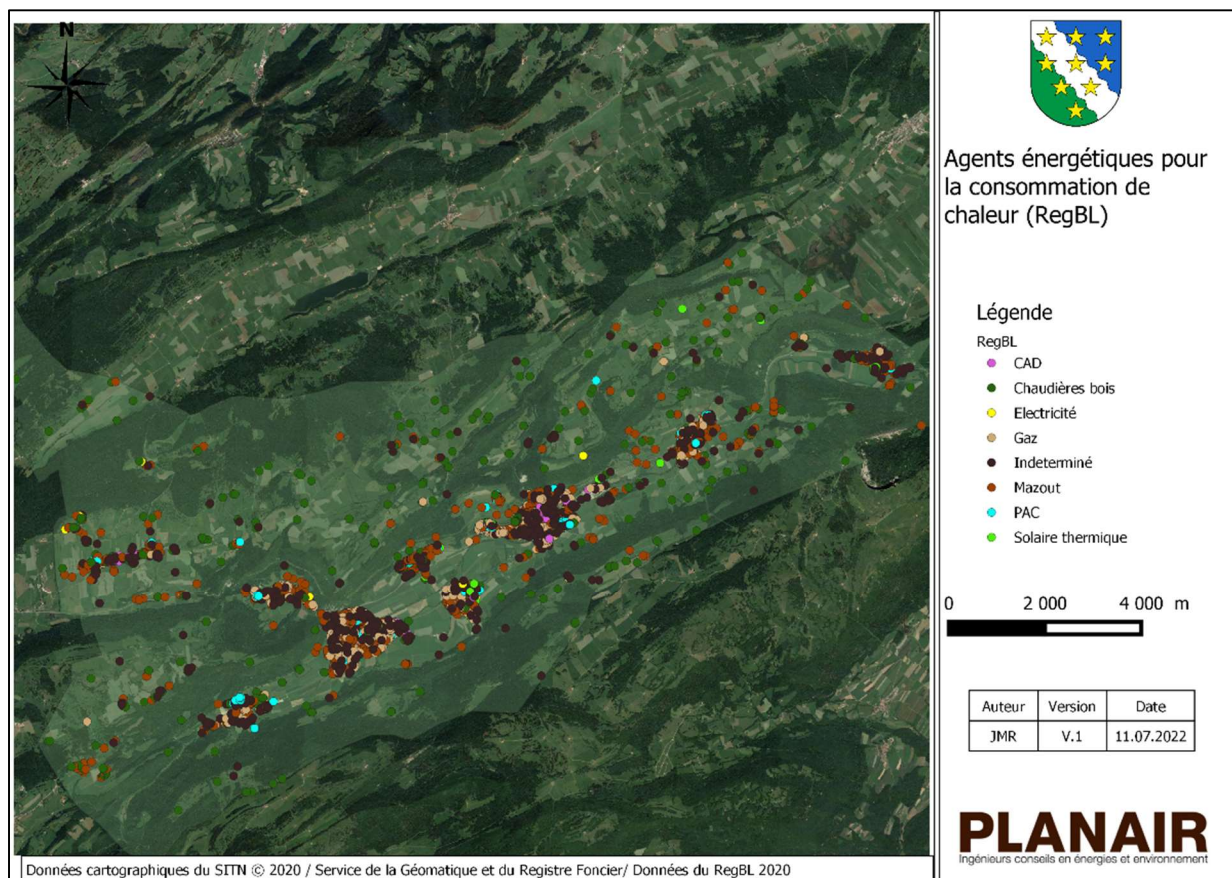 N
Agents énergétiques pour
la consommation de
chaleur (RegBL)
Légende
RegBL
CAD
Chaudières bois
Electricité
Gaz
Indeterminé
Mazout
PAC
Solaire thermique
0 2 000 4 000 m
Auteur Version Date
JMR V.1 11.07.2022
PLANAIR
Ingénieurs conseils en énergies et environnement
Données cartographiques du SITN © 2020 / Service de la Géomatique et du Registre Foncier/ Données du RegBL 2020